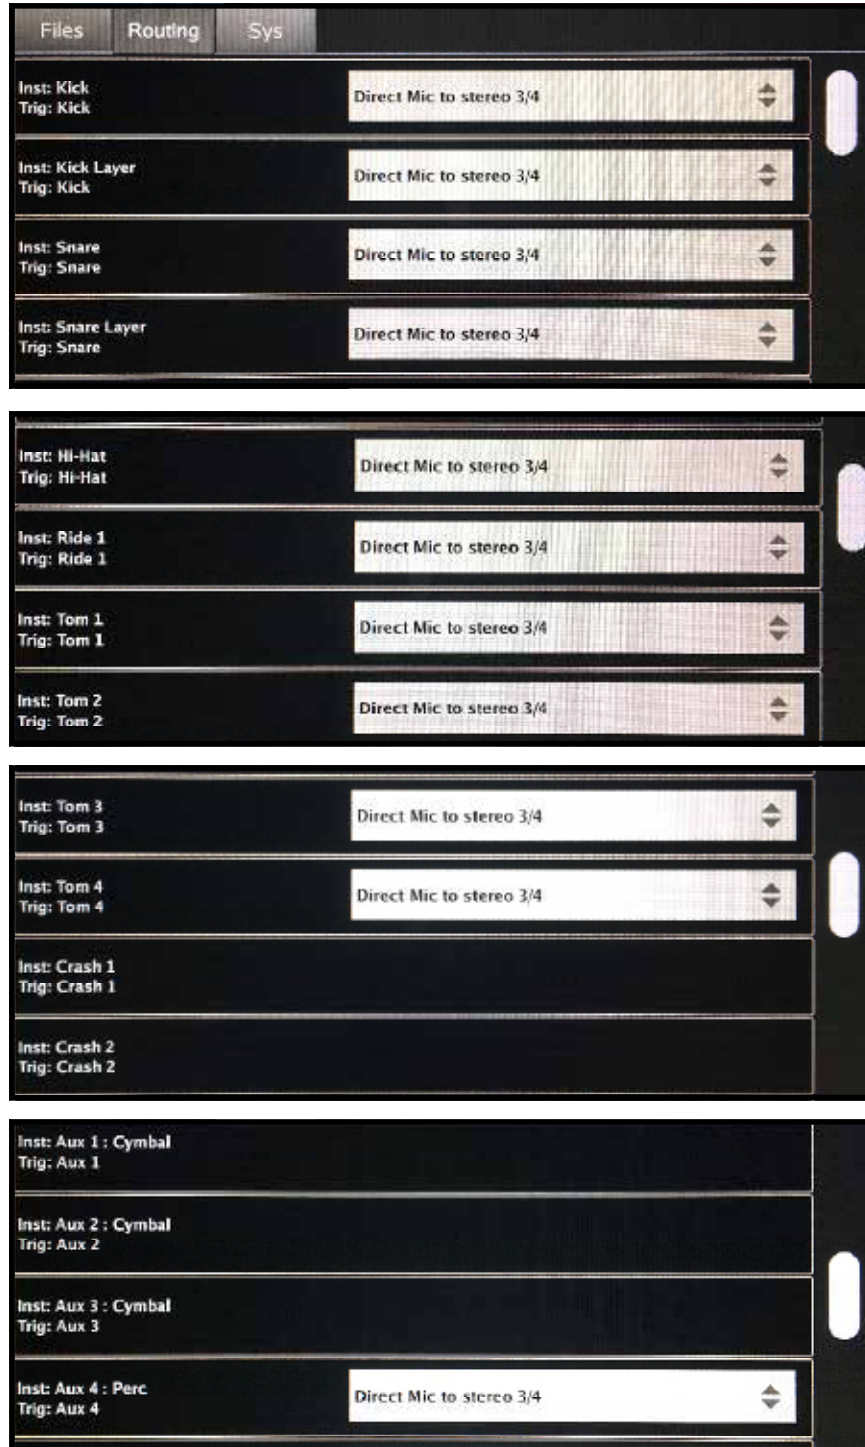 Files Routing Sys
Inst: Kick
Trig: Kick
Direct Mic to stereo 3/4
Inst: Kick Layer
Trig: Kick
Direct Mic to stereo 3/4
Inst: Snare
Trig: Snare
Direct Mic to stereo 3/4
Inst: Snare Layer
Trig: Snare
Direct Mic to stereo 3/4
Inst: Hi-Hat
Trig: Hi-Hat
Direct Mic to stereo 3/4
Inst: Ride 1
Trig: Ride 1
Direct Mic to stereo 3/4
Inst: Tom 1
Trig: Tom 1
Direct Mic to stereo 3/4
Inst: Tom 2
Trig: Tom 2
Direct Mic to stereo 3/4
Inst: Tom 3
Trig: Tom 3
Direct Mic to stereo 3/4
Inst: Tom 4
Trig: Tom 4
Direct Mic to stereo 3/4
Inst: Crash 1
Trig: Crash 1
Inst: Crash 2
Trig: Crash 2
Inst: Aux 1 : Cymbal
Trig: Aux 1
Inst: Aux 2 : Cymbal
Trig: Aux 2
Inst: Aux 3 : Cymbal
Trig: Aux 3
Inst: Aux 4 : Perc
Trig: Aux 4
Direct Mic to stereo 3/4